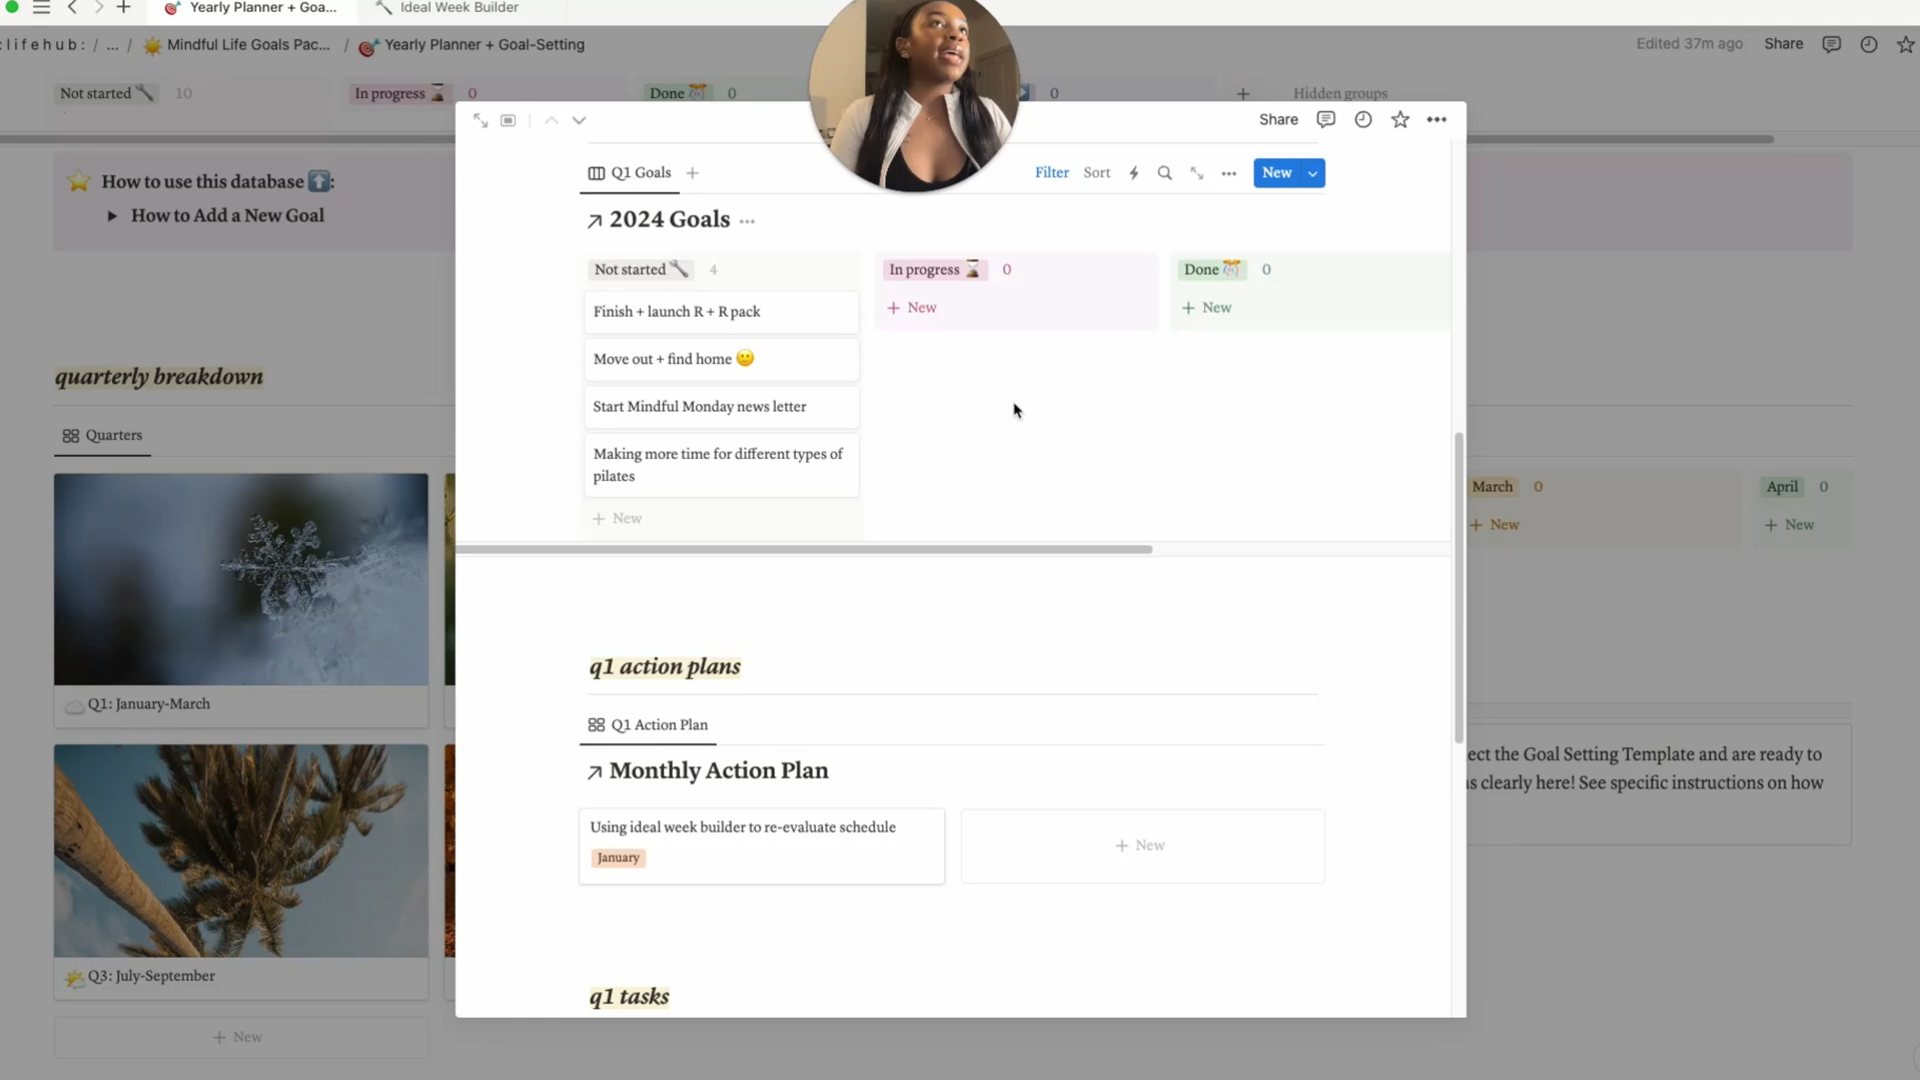 Yearly Planner + Goa...
Ideal Week Builder
: l i f e h u b : / ... / Mindful Life Goals Pac... / Yearly Planner + Goal-Setting
Edited 37m ago
Share
Not started 10
In progress 0
Done 0
0
Hidden groups
Share
How to use this database :
How to Add a New Goal
Q1 Goals
Filter
Sort
New
2024 Goals
Not started 4
In progress 0
Done 0
Finish + launch R + R pack
+ New
+ New
Move out + find home 🙂
Start Mindful Monday news letter
Making more time for different types of
pilates
+ New
quarterly breakdown
Quarters
March 0
April 0
+ New
+ New
q1 action plans
Q1: January-March
Q1 Action Plan
Monthly Action Plan
ect the Goal Setting Template and are ready to
s clearly here! See specific instructions on how
Using ideal week builder to re-evaluate schedule
January
+ New
Q3: July-September
q1 tasks
+ New